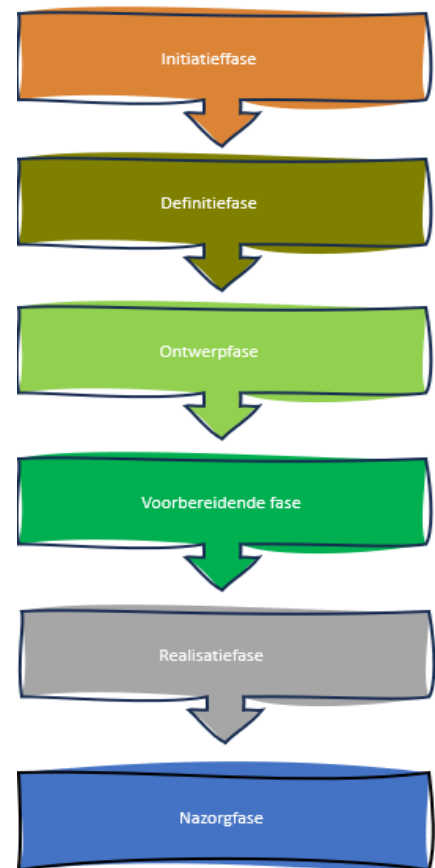 Initiatieffase
Definitiefase
Ontwerpfase
Voorbereidende fase
Realisatiefase
Nazorgfase